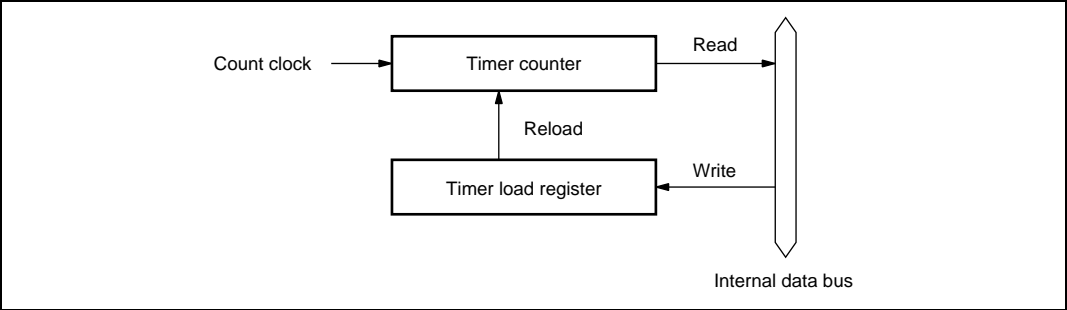 Count clock
Timer counter
Read
Reload
Timer load register
Write
Internal data bus